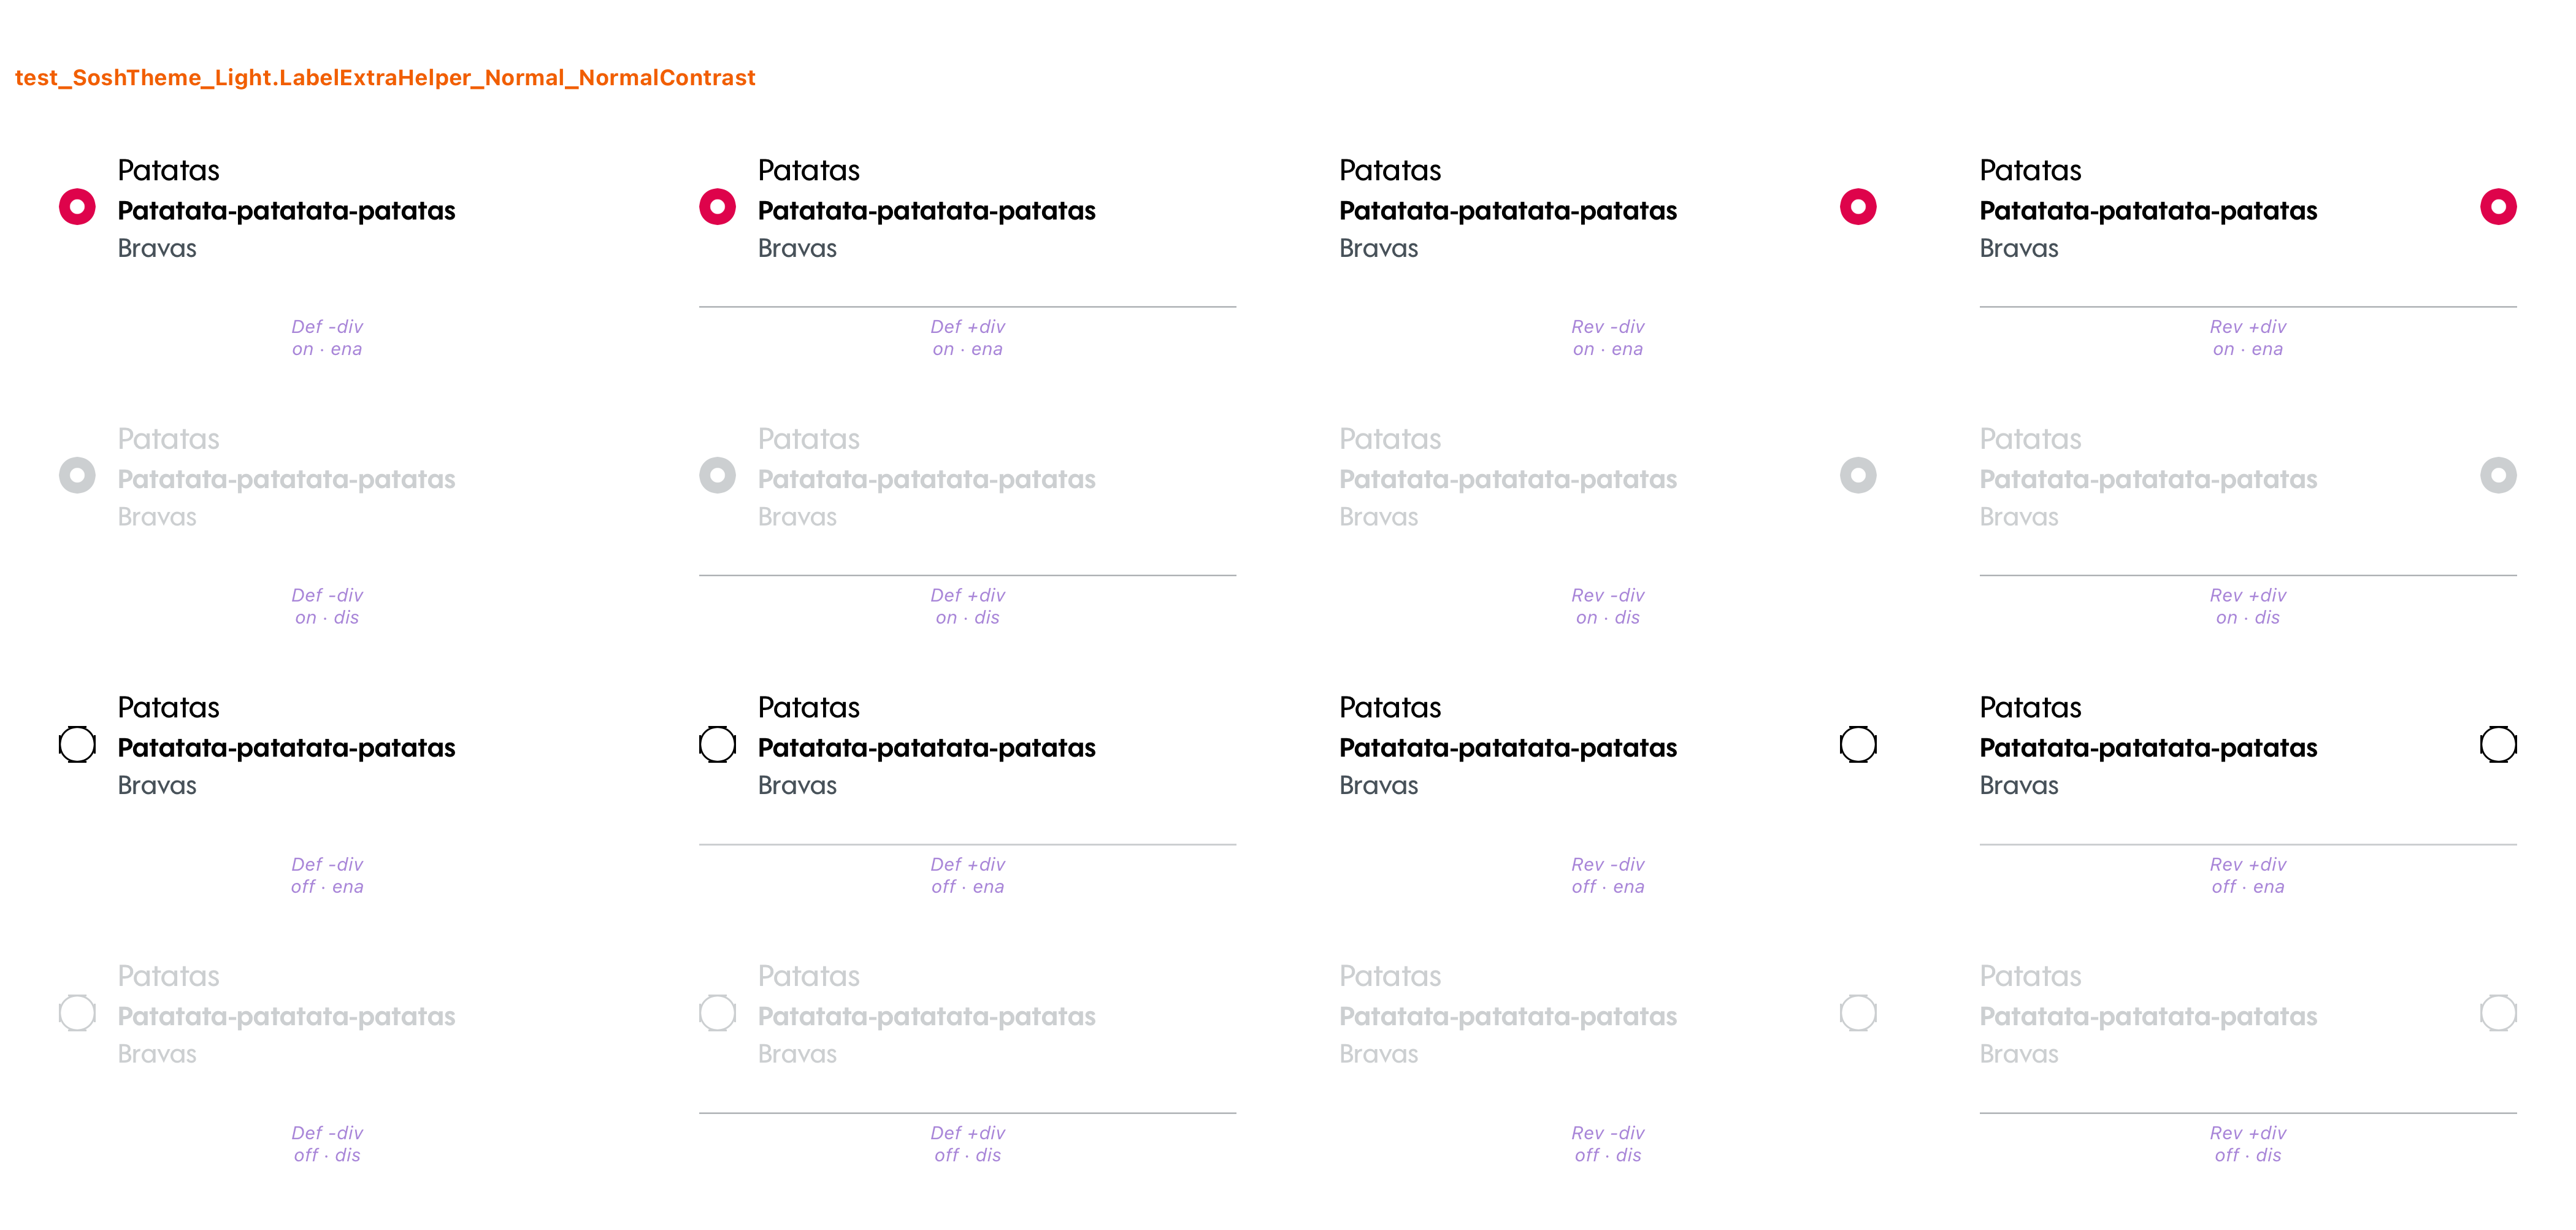 test_SoshTheme_Light.LabelExtraHelper_Normal_NormalContrast
Patatas
Patatata-patatata-patatas
Bravas
Def -div
on · ena
Patatas
Patatata-patatata-patatas
Bravas
Def +div
on · ena
Patatas
Patatata-patatata-patatas
Bravas
Rev -div
on · ena
Patatas
Patatata-patatata-patatas
Bravas
Rev +div
on · ena
Patatas
Patatata-patatata-patatas
Bravas
Def -div
on · dis
Patatas
Patatata-patatata-patatas
Bravas
Def +div
on · dis
Patatas
Patatata-patatata-patatas
Bravas
Rev -div
on · dis
Patatas
Patatata-patatata-patatas
Bravas
Rev +div
on · dis
Patatas
Patatata-patatata-patatas
Bravas
Def -div
off · ena
Patatas
Patatata-patatata-patatas
Bravas
Def +div
off · ena
Patatas
Patatata-patatata-patatas
Bravas
Rev -div
off · ena
Patatas
Patatata-patatata-patatas
Bravas
Rev +div
off · ena
Patatas
Patatata-patatata-patatas
Bravas
Def -div
off · dis
Patatas
Patatata-patatata-patatas
Bravas
Def +div
off · dis
Patatas
Patatata-patatata-patatas
Bravas
Rev -div
off · dis
Patatas
Patatata-patatata-patatas
Bravas
Rev +div
off · dis